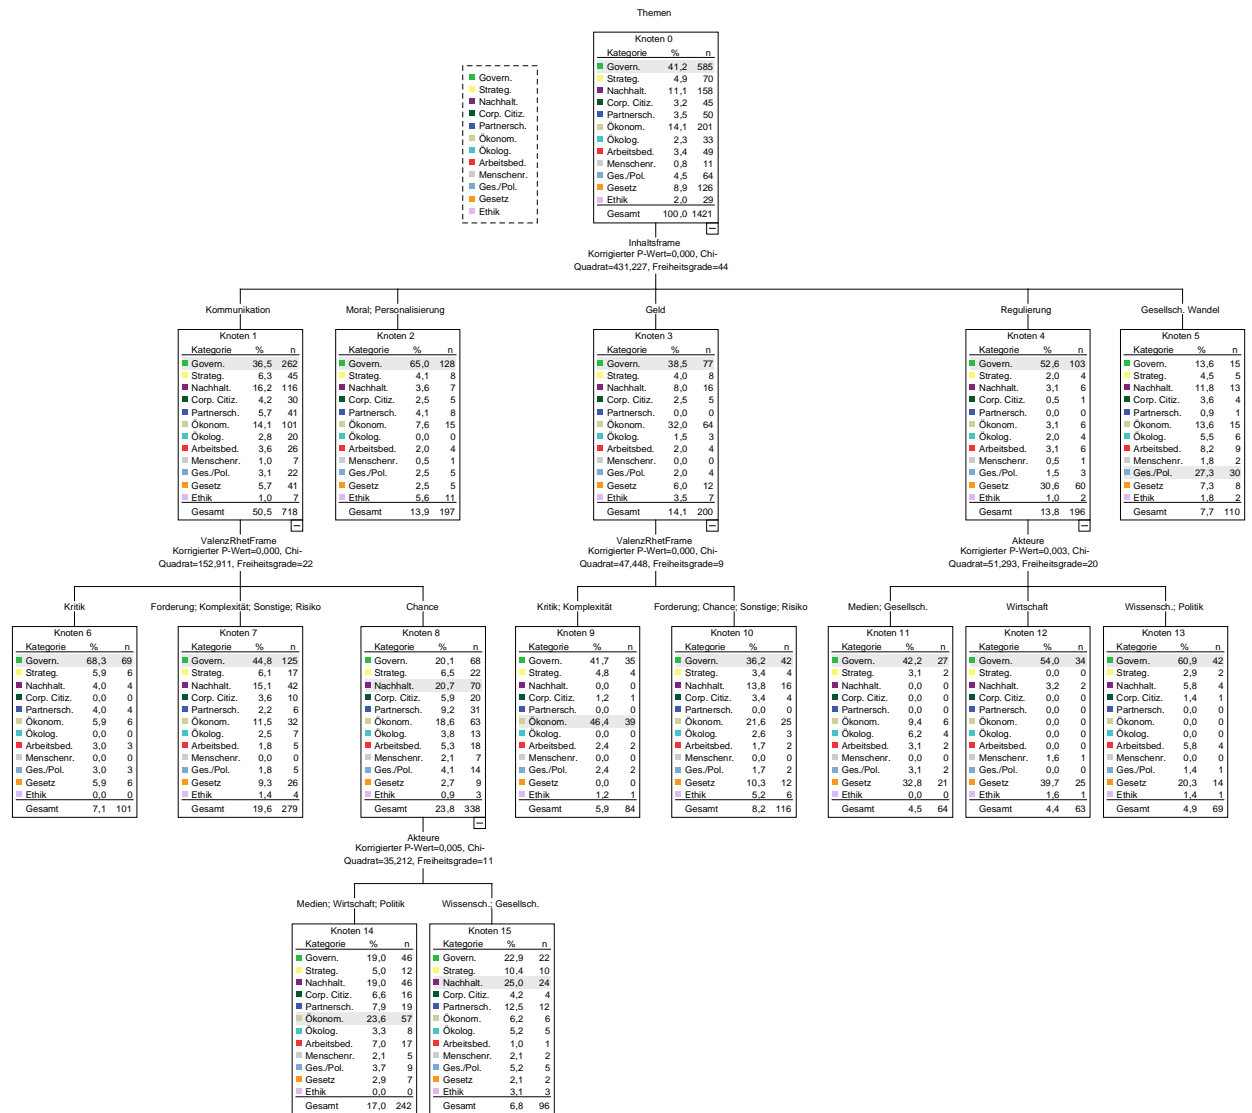 Themen
Govern.
Strateg.
Nachhalt.
Corp. Citiz.
Partnersch.
Ökonom.
Ökolog.
Arbeitsbed.
Menschenr.
Ges./Pol.
Gesetz
Ethik
Knoten 0
Kategorie % n
Govern. 41,2 585
Strateg. 4,9 70
Nachhalt. 11,1 158
Corp. Citiz. 3,2 45
Partnersch. 3,5 50
Ökonom. 14,1 201
Ökolog. 2,3 33
Arbeitsbed. 3,4 49
Menschenr. 0,8 11
Ges./Pol. 4,5 64
Gesetz 8,9 126
Ethik 2,0 29
Gesamt 100,0 1421
Inhaltsframe
Korrigierter P-Wert=0,000, Chi-
Quadrat=431,227, Freiheitsgrade=44
Kommunikation
Knoten 1
Kategorie % n
Govern. 36,5 262
Strateg. 6,3 45
Nachhalt. 16,2 116
Corp. Citiz. 4,2 30
Partnersch. 5,7 41
Ökonom. 14,1 101
Ökolog. 2,8 20
Arbeitsbed. 3,6 26
Menschenr. 1,0 7
Ges./Pol. 3,1 22
Gesetz 5,7 41
Ethik 1,0 7
Gesamt 50,5 718
Moral; Personalisierung
Knoten 2
Kategorie % n
Govern. 65,0 128
Strateg. 4,1 8
Nachhalt. 3,6 7
Corp. Citiz. 2,5 5
Partnersch. 4,1 8
Ökonom. 7,6 15
Ökolog. 0,0 0
Arbeitsbed. 2,0 4
Menschenr. 0,5 1
Ges./Pol. 2,5 5
Gesetz 2,5 5
Ethik 5,6 11
Gesamt 13,9 197
Geld
Knoten 3
Kategorie % n
Govern. 38,5 77
Strateg. 4,0 8
Nachhalt. 8,0 16
Corp. Citiz. 2,5 5
Partnersch. 0,0 0
Ökonom. 32,0 64
Ökolog. 1,5 3
Arbeitsbed. 2,0 4
Menschenr. 0,0 0
Ges./Pol. 2,0 4
Gesetz 6,0 12
Ethik 3,5 7
Gesamt 14,1 200
Regulierung
Knoten 4
Kategorie % n
Govern. 52,6 103
Strateg. 2,0 4
Nachhalt. 3,1 6
Corp. Citiz. 0,5 1
Partnersch. 0,0 0
Ökonom. 3,1 6
Ökolog. 2,0 4
Arbeitsbed. 3,1 6
Menschenr. 0,5 1
Ges./Pol. 1,5 3
Gesetz 30,6 60
Ethik 1,0 2
Gesamt 13,8 196
Gesellsch. Wandel
Knoten 5
Kategorie % n
Govern. 13,6 15
Strateg. 4,5 5
Nachhalt. 11,8 13
Corp. Citiz. 3,6 4
Partnersch. 0,9 1
Ökonom. 13,6 15
Ökolog. 5,5 6
Arbeitsbed. 8,2 9
Menschenr. 1,8 2
Ges./Pol. 27,3 30
Gesetz 7,3 8
Ethik 1,8 2
Gesamt 7,7 110
ValenzRhetFrame
Korrigierter P-Wert=0,000, Chi-
Quadrat=152,911, Freiheitsgrade=22
ValenzRhetFrame
Korrigierter P-Wert=0,000, Chi-
Quadrat=47,448, Freiheitsgrade=9
Akteure
Korrigierter P-Wert=0,003, Chi-
Quadrat=51,293, Freiheitsgrade=20
Kritik
Knoten 6
Kategorie % n
Govern. 68,3 69
Strateg. 5,9 6
Nachhalt. 4,0 4
Corp. Citiz. 0,0 0
Partnersch. 4,0 4
Ökonom. 5,9 6
Ökolog. 0,0 0
Arbeitsbed. 3,0 3
Menschenr. 0,0 0
Ges./Pol. 3,0 3
Gesetz 5,9 6
Ethik 0,0 0
Gesamt 7,1 101
Forderung; Komplexität; Sonstige; Risiko
Knoten 7
Kategorie % n
Govern. 44,8 125
Strateg. 6,1 17
Nachhalt. 15,1 42
Corp. Citiz. 3,6 10
Partnersch. 2,2 6
Ökonom. 11,5 32
Ökolog. 2,5 7
Arbeitsbed. 1,8 5
Menschenr. 0,0 0
Ges./Pol. 1,8 5
Gesetz 9,3 26
Ethik 1,4 4
Gesamt 19,6 279
Chance
Knoten 8
Kategorie % n
Govern. 20,1 68
Strateg. 6,5 22
Nachhalt. 20,7 70
Corp. Citiz. 5,9 20
Partnersch. 9,2 31
Ökonom. 18,6 63
Ökolog. 3,8 13
Arbeitsbed. 5,3 18
Menschenr. 2,1 7
Ges./Pol. 4,1 14
Gesetz 2,7 9
Ethik 0,9 3
Gesamt 23,8 338
Kritik; Komplexität
Knoten 9
Kategorie % n
Govern. 41,7 35
Strateg. 4,8 4
Nachhalt. 0,0 0
Corp. Citiz. 1,2 1
Partnersch. 0,0 0
Ökonom. 46,4 39
Ökolog. 0,0 0
Arbeitsbed. 2,4 2
Menschenr. 0,0 0
Ges./Pol. 2,4 2
Gesetz 0,0 0
Ethik 1,2 1
Gesamt 5,9 84
Forderung; Chance; Sonstige; Risiko
Knoten 10
Kategorie % n
Govern. 36,2 42
Strateg. 3,4 4
Nachhalt. 13,8 16
Corp. Citiz. 3,4 4
Partnersch. 0,0 0
Ökonom. 21,6 25
Ökolog. 2,6 3
Arbeitsbed. 1,7 2
Menschenr. 0,0 0
Ges./Pol. 1,7 2
Gesetz 10,3 12
Ethik 5,2 6
Gesamt 8,2 116
Medien; Gesellsch.
Knoten 11
Kategorie % n
Govern. 42,2 27
Strateg. 3,1 2
Nachhalt. 0,0 0
Corp. Citiz. 0,0 0
Partnersch. 0,0 0
Ökonom. 9,4 6
Ökolog. 6,2 4
Arbeitsbed. 3,1 2
Menschenr. 0,0 0
Ges./Pol. 3,1 2
Gesetz 32,8 21
Ethik 0,0 0
Gesamt 4,5 64
Wirtschaft
Knoten 12
Kategorie % n
Govern. 54,0 34
Strateg. 0,0 0
Nachhalt. 3,2 2
Corp. Citiz. 0,0 0
Partnersch. 0,0 0
Ökonom. 0,0 0
Ökolog. 0,0 0
Arbeitsbed. 0,0 0
Menschenr. 1,6 1
Ges./Pol. 0,0 0
Gesetz 39,7 25
Ethik 1,6 1
Gesamt 4,4 63
Wissensch.; Politik
Knoten 13
Kategorie % n
Govern. 60,9 42
Strateg. 2,9 2
Nachhalt. 5,8 4
Corp. Citiz. 1,4 1
Partnersch. 0,0 0
Ökonom. 0,0 0
Ökolog. 0,0 0
Arbeitsbed. 5,8 4
Menschenr. 0,0 0
Ges./Pol. 1,4 1
Gesetz 20,3 14
Ethik 1,4 1
Gesamt 4,9 69
Akteure
Korrigierter P-Wert=0,005, Chi-
Quadrat=35,212, Freiheitsgrade=11
Medien; Wirtschaft; Politik
Knoten 14
Kategorie % n
Govern. 19,0 46
Strateg. 5,0 12
Nachhalt. 19,0 46
Corp. Citiz. 6,6 16
Partnersch. 7,9 19
Ökonom. 23,6 57
Ökolog. 3,3 8
Arbeitsbed. 7,0 17
Menschenr. 2,1 5
Ges./Pol. 3,7 9
Gesetz 2,9 7
Ethik 0,0 0
Gesamt 17,0 242
Wissensch.; Gesellsch.
Knoten 15
Kategorie % n
Govern. 22,9 22
Strateg. 10,4 10
Nachhalt. 25,0 24
Corp. Citiz. 4,2 4
Partnersch. 12,5 12
Ökonom. 6,2 6
Ökolog. 5,2 5
Arbeitsbed. 1,0 1
Menschenr. 2,1 2
Ges./Pol. 5,2 5
Gesetz 2,1 2
Ethik 3,1 3
Gesamt 6,8 96